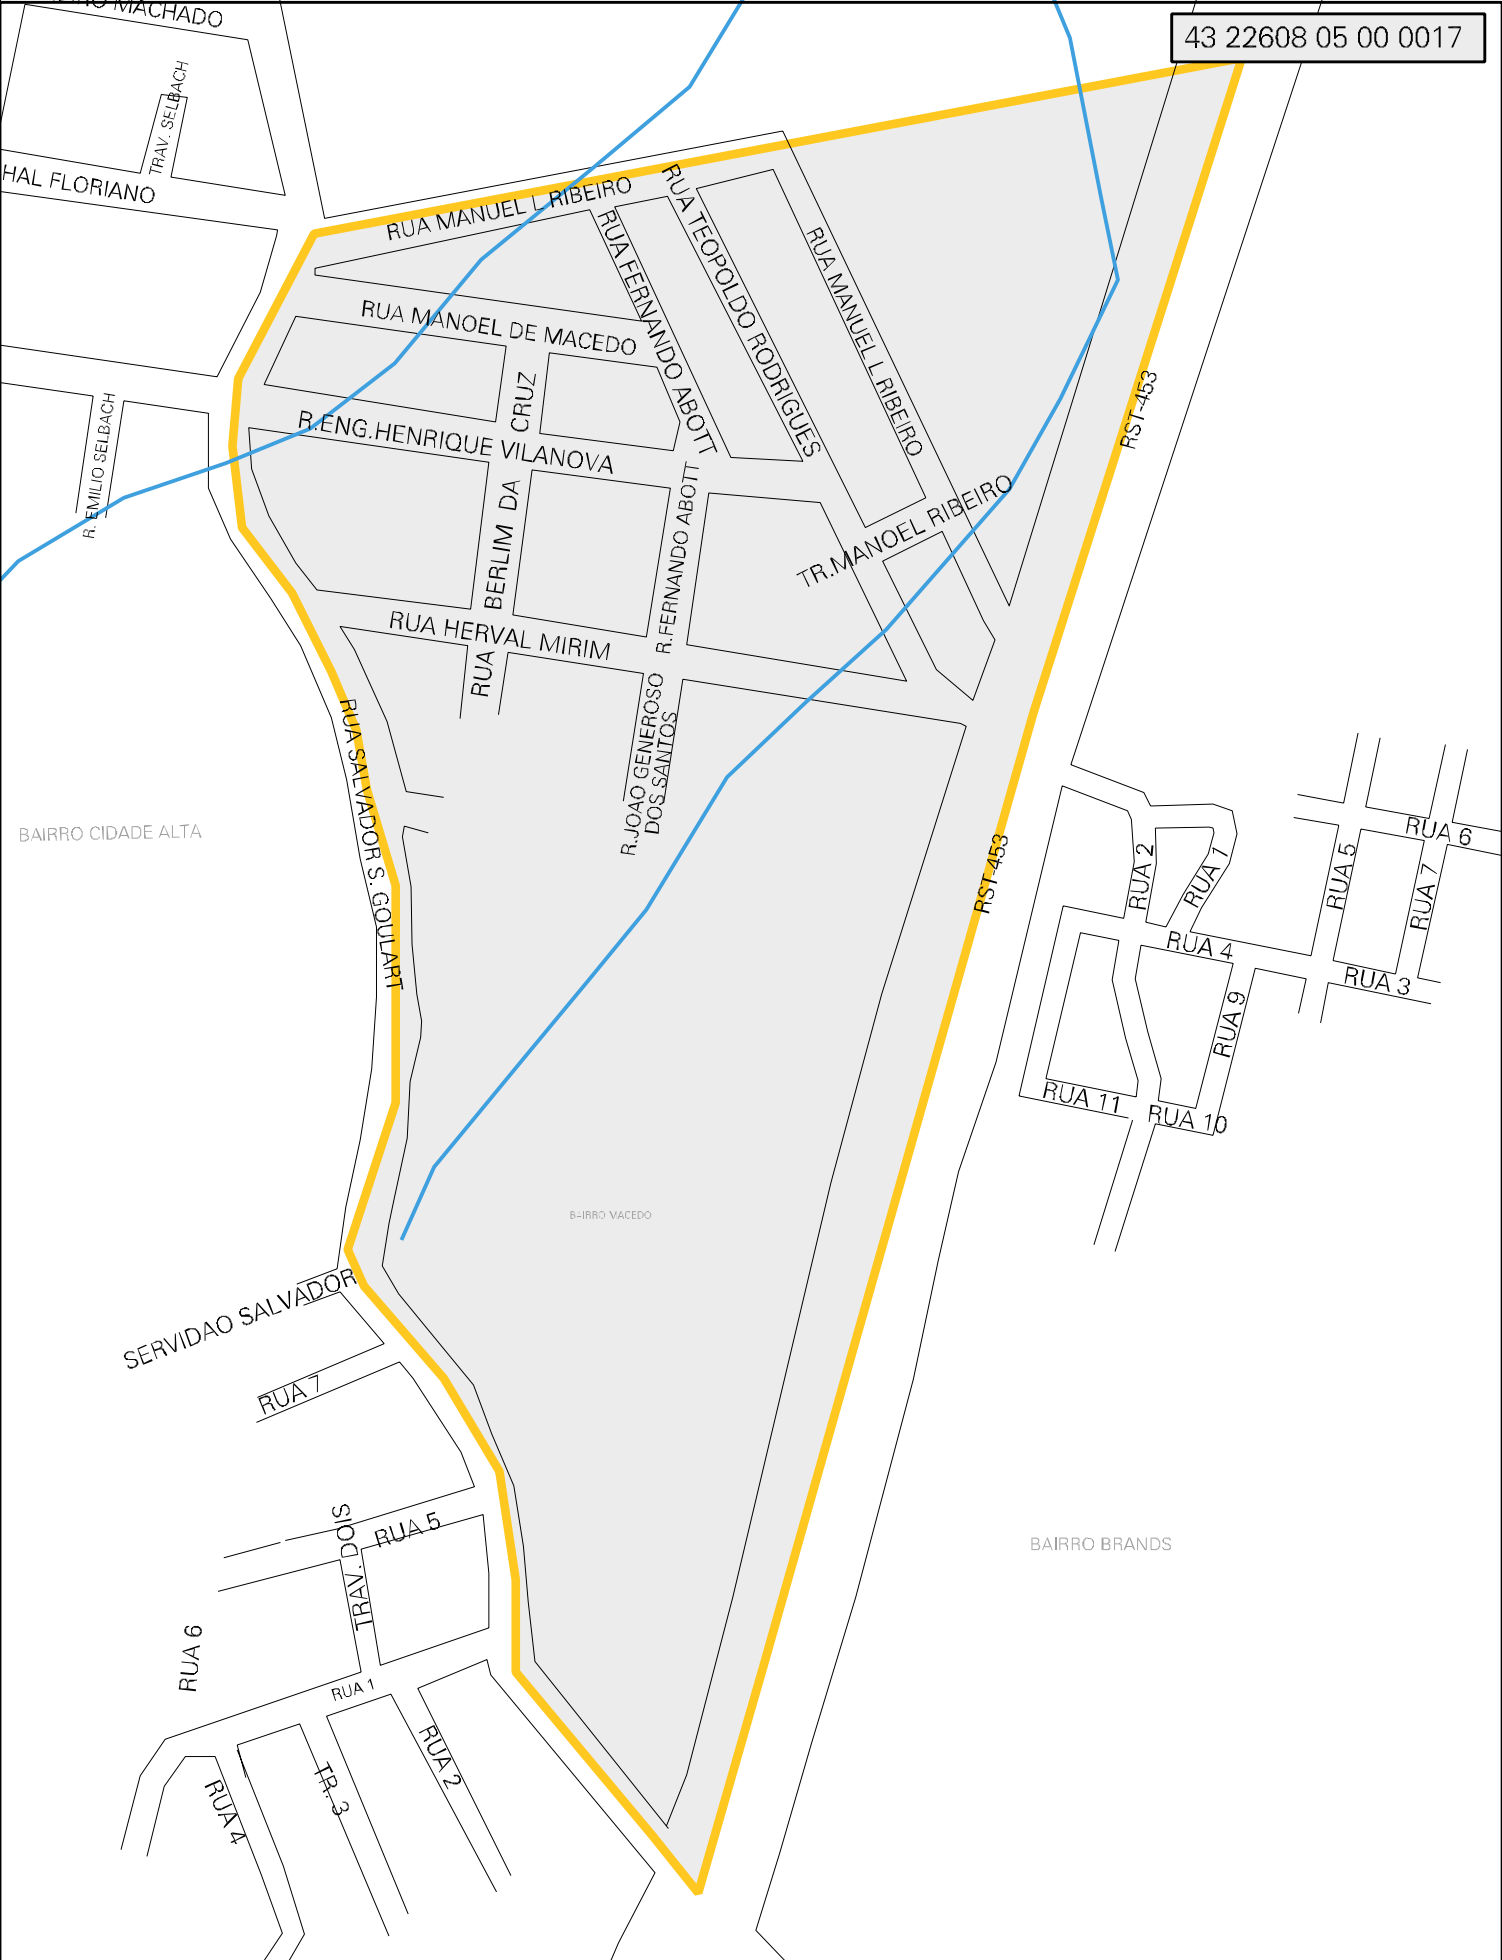 MACHADO
43 22608 05 00 0017
TRAV. SELBACH
HAL FLORIANO
RUA MANUEL L RIBEIRO
RUA TEOPOLDO RODRIGUES
RUA FERNANDO ABOTT
RUA MANUEL L RIBEIRO
RUA MANOEL DE MACEDO
RST-453
R. EMILIO SELBACH
R.ENG.HENRIQUE VILANOVA
RUA BERLIM DA CRUZ
R.FERNANDO ABOTT
TR.MANOEL RIBEIRO
RUA HERVAL MIRIM
R.JOAO GENEROSO
DOS SANTOS
RUA SALVADOR S. GOULART
BAIRRO CIDADE ALTA
RST-453
RUA 2
RUA 1
RUA 5
RUA 6
RUA 7
RUA 4
RUA 3
RUA 9
RUA 11
RUA 10
BAIRRO MACEDO
SERVIDAO SALVADOR
RUA 7
TRAV. DOIS
RUA 5
BAIRRO BRANDS
RUA 6
RUA 1
RUA 2
TR. 3
RUA 4